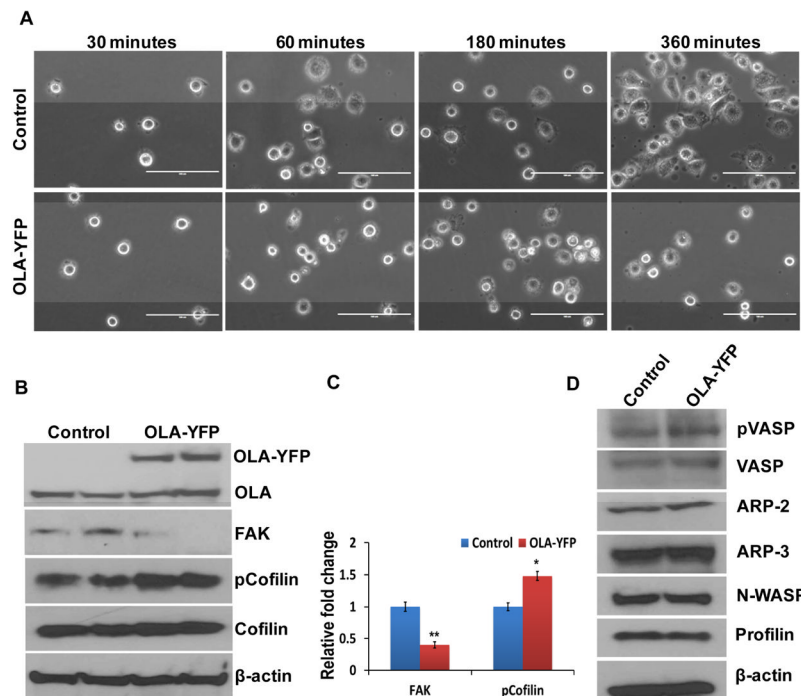 A
30 minutes 60 minutes 180 minutes 360 minutes
Control
OLA-YFP
B
Control OLA-YFP
OLA-YFP
OLA
FAK
pCofilin
Cofilin
β-actin
C
Control OLA-YFP
Relative fold change
2
1.5
1
0.5
0
**
*
FAK pCofilin
D
Control OLA-YFP
pVASP
VASP
ARP-2
ARP-3
N-WASP
Profilin
β-actin